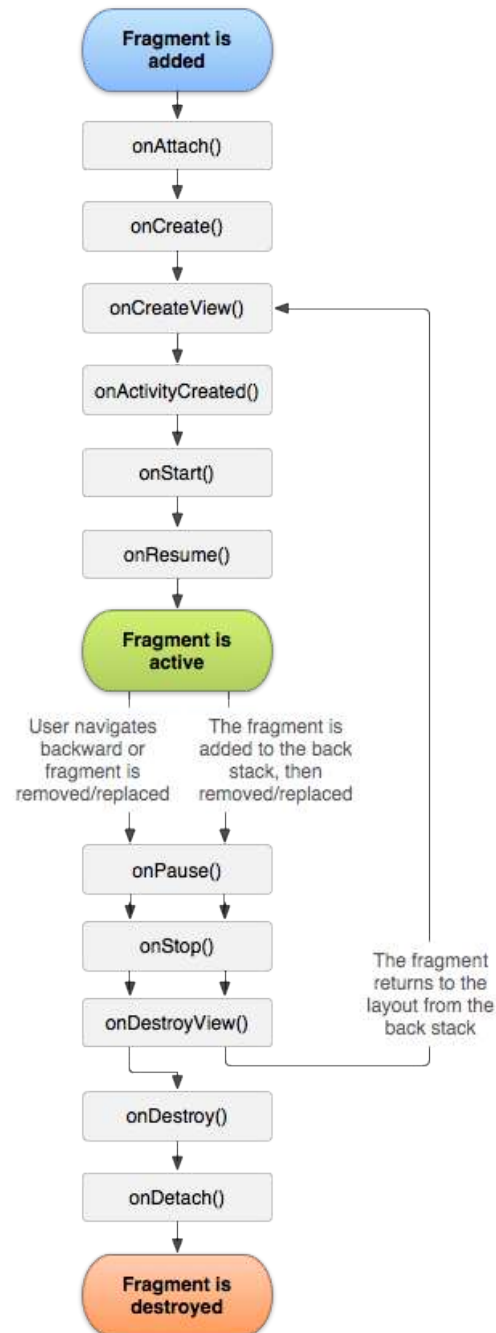 Fragment is
added
onAttach()
onCreate()
onCreateView()
onActivityCreated()
onStart()
onResume()
Fragment is
active
User navigates
backward or
fragment is
removed/replaced
The fragment is
added to the back
stack, then
removed/replaced
onPause()
onStop()
onDestroyView()
The fragment
returns to the
layout from the
back stack
onDestroy()
onDetach()
Fragment is
destroyed